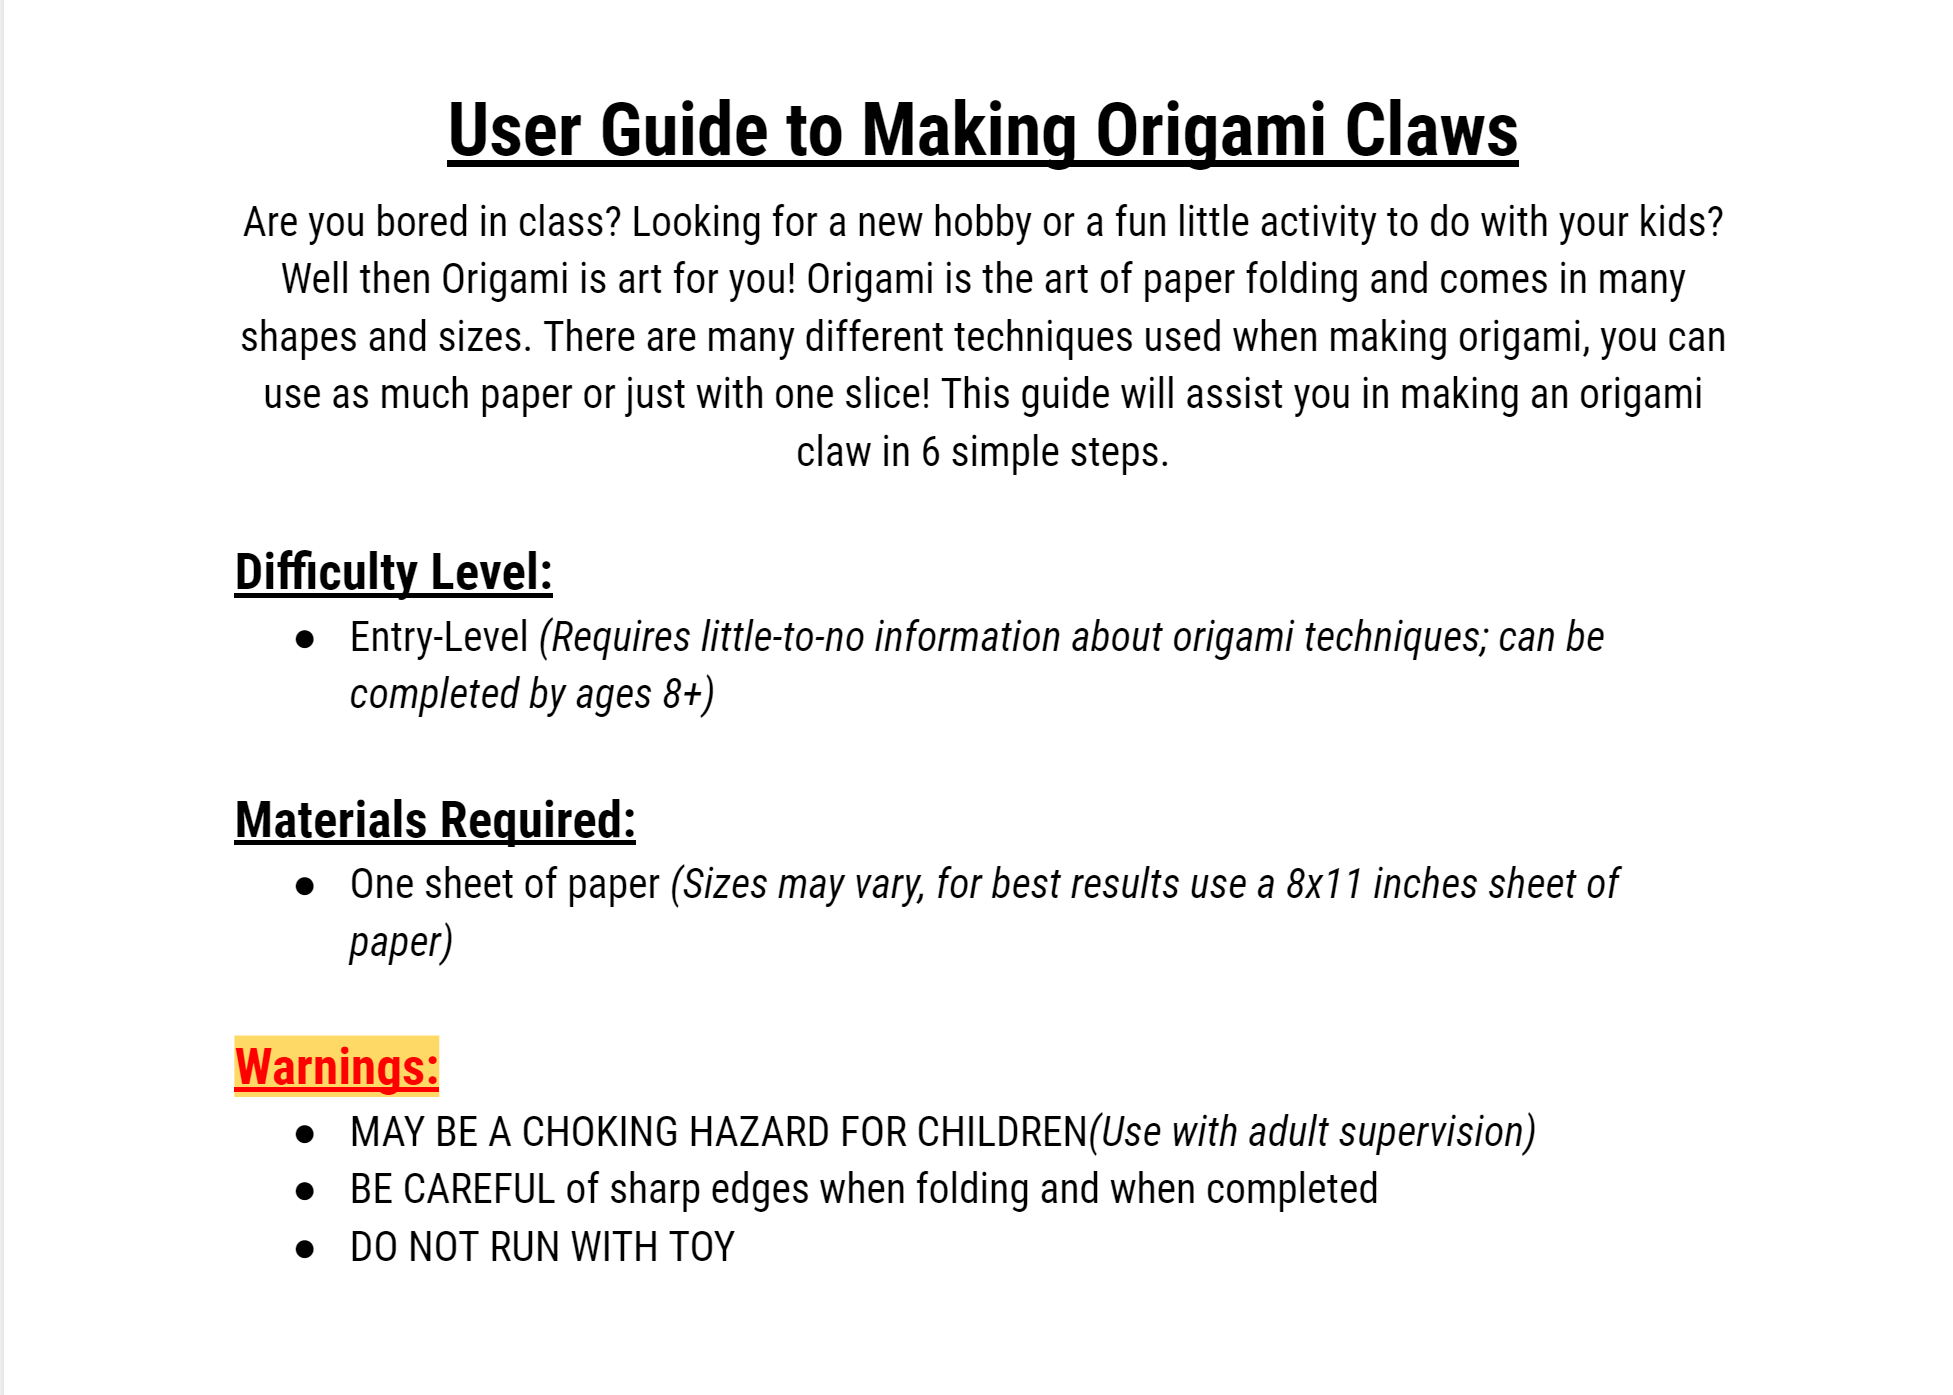 User Guide to Making Origami Claws
Are you bored in class? Looking for a new hobby or a fun little activity to do with your kids?
Well then Origami is art for you! Origami is the art of paper folding and comes in many
shapes and sizes. There are many different techniques used when making origami, you can
use as much paper or just with one slice! This guide will assist you in making an origami
claw in 6 simple steps.
Difficulty Level:
● Entry-Level (Requires little-to-no information about origami techniques; can be
completed by ages 8+)
Materials Required:
● One sheet of paper (Sizes may vary, for best results use a 8x11 inches sheet of
paper)
Warnings:
● MAY BE A CHOKING HAZARD FOR CHILDREN(Use with adult supervision)
● BE CAREFUL of sharp edges when folding and when completed
● DO NOT RUN WITH TOY